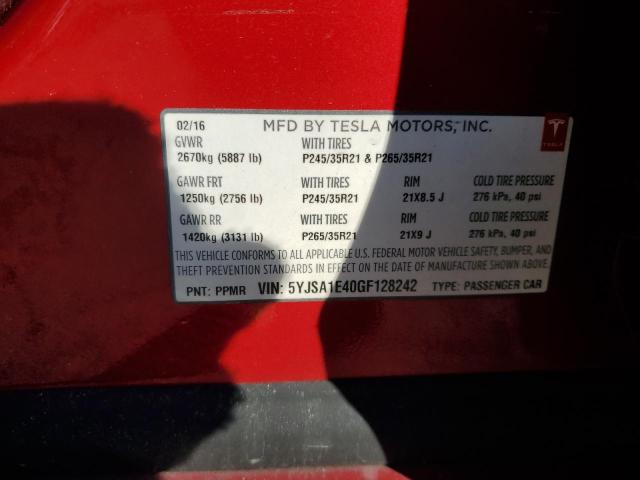 02/16 MFD BY TESLA MOTORS, INC.
GVWR WITH TIRES
2670kg (5887 lb) P245/35R21 & P265/35R21
TESLA
GAWR FRT WITH TIRES RIM COLD TIRE PRESSURE
1250kg (2756 lb) P245/35R21 21X8.5 J 276 kPa, 40 psi
GAWR RR WITH TIRES RIM COLD TIRE PRESSURE
1420kg (3131 lb) P265/35R21 21X9 J 276 kPa, 40 psi
THIS VEHICLE CONFORMS TO ALL APPLICABLE U.S. FEDERAL MOTOR VEHICLE SAFETY, BUMPER, AND
THEFT PREVENTION STANDARDS IN EFFECT ON THE DATE OF MANUFACTURE SHOWN ABOVE.
PNT: PPMR VIN: 5YJSA1E40GF128242 TYPE: PASSENGER CAR